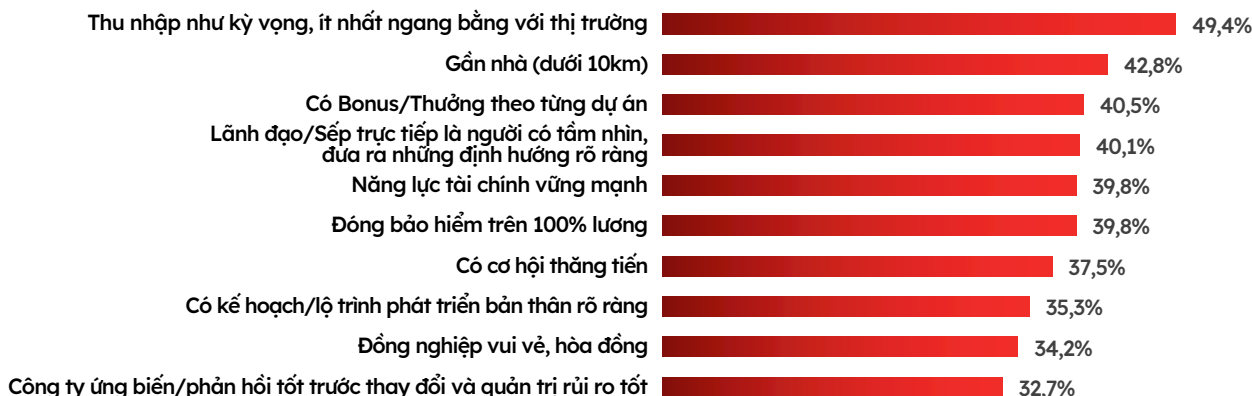 Thu nhập như kỳ vọng, ít nhất ngang bằng với thị trường 49,4%
Gần nhà (dưới 10km) 42,8%
Có Bonus/Thưởng theo từng dự án 40,5%
Lãnh đạo/Sếp trực tiếp là người có tầm nhìn,
đưa ra những định hướng rõ ràng 40,1%
Năng lực tài chính vững mạnh 39,8%
Đóng bảo hiểm trên 100% lương 39,8%
Có cơ hội thăng tiến 37,5%
Có kế hoạch/lộ trình phát triển bản thân rõ ràng 35,3%
Đồng nghiệp vui vẻ, hòa đồng 34,2%
Công ty ứng biến/phản hồi tốt trước thay đổi và quản trị rủi ro tốt 32,7%